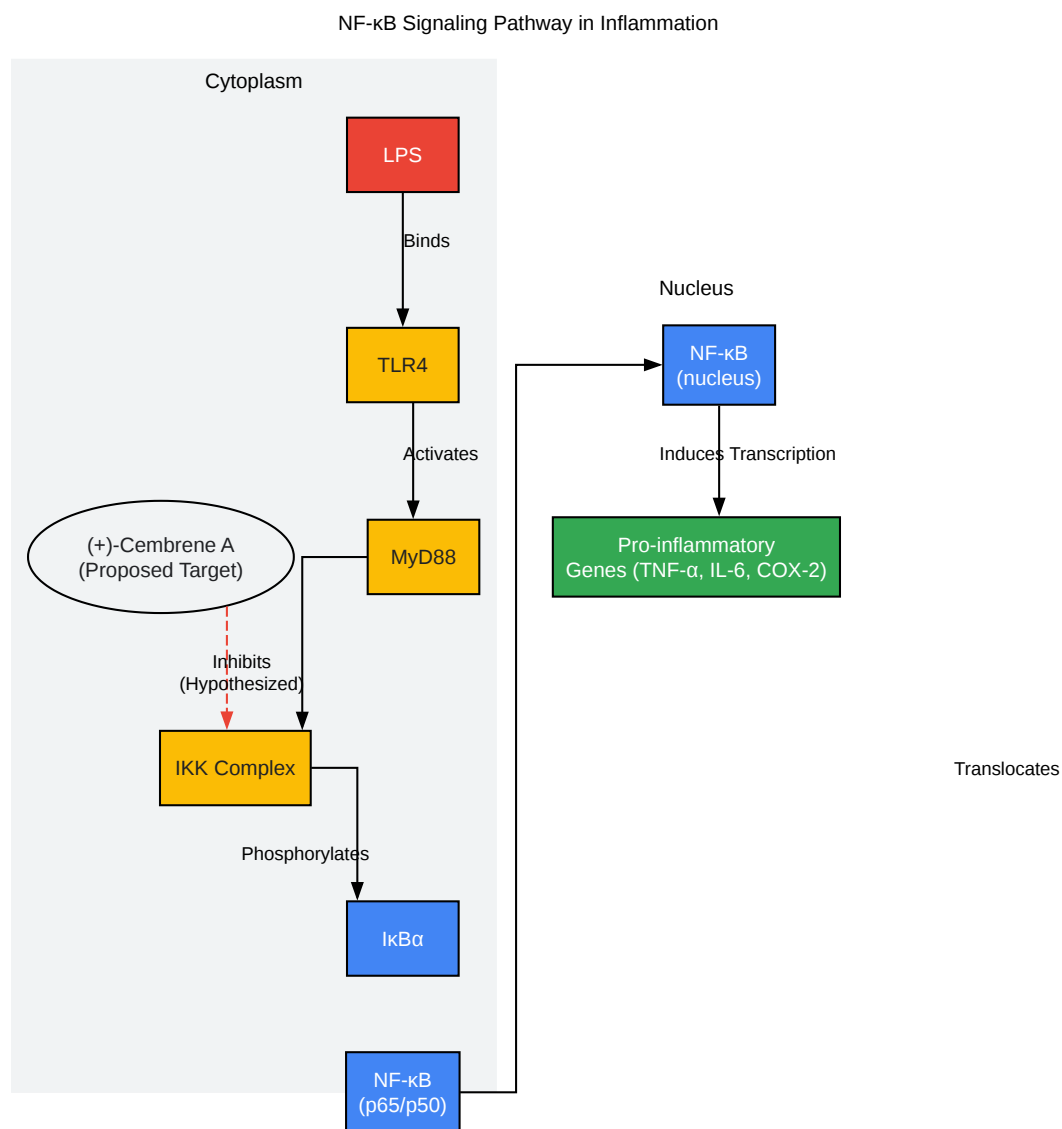 NF-κB Signaling Pathway in Inflammation
Cytoplasm
LPS
Binds
TLR4
Activates
(+)-Cembrene A
(Proposed Target)
MyD88
Inhibits
(Hypothesized)
IKK Complex
Phosphorylates
IκBα
NF-κB
(p65/p50)
Nucleus
NF-κB
(nucleus)
Induces Transcription
Pro-inflammatory
Genes (TNF-α, IL-6, COX-2)
Translocates